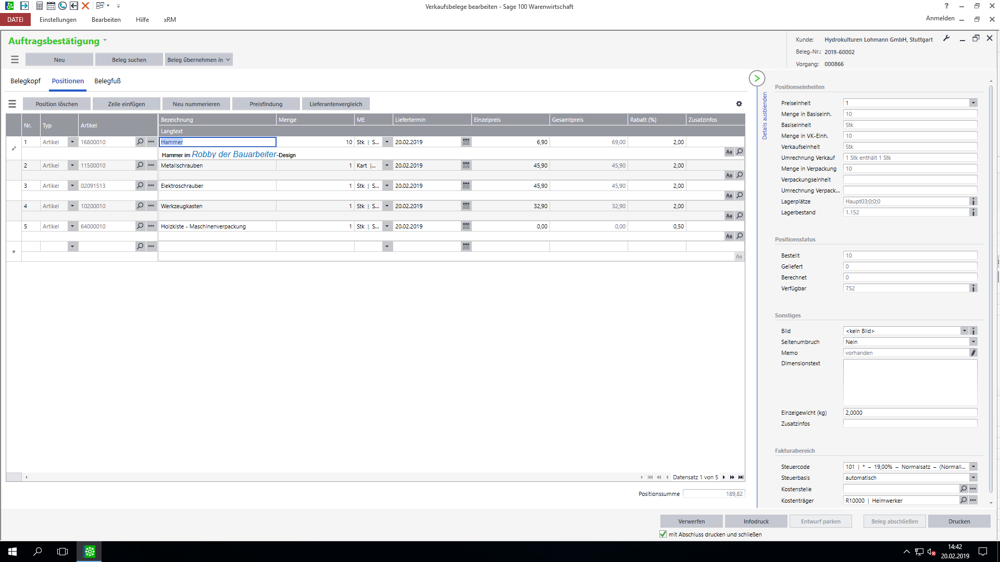 Verkaufsbelege bearbeiten - Sage 100 Warenwirtschaft
?
DATEI Einstellungen Bearbeiten Hilfe xRM Anmelden
Auftragsbestätigung
Kunde: Hydrokulturen Lohmann GmbH, Stuttgart
Beleg-Nr.: 2019-60002
Vorgang: 000866
Neu Beleg suchen Beleg übernehmen in
Belegkopf Positionen Belegfuß
Position löschen Zeile einfügen Neu nummerieren Preisfindung Lieferantenvergleich
Nr. Typ Artikel Bezeichnung Menge ME Liefertermin Einzelpreis Gesamtpreis Rabatt (%) Zusatzinfos
Langtext
1 Artikel 16800010 Hammer 10 Stk | S... 20.02.2019 6,90 69,00 2,00
Hammer im Robby der Bauarbeiter-Design Aa
2 Artikel 11500010 Metallschrauben 1 Kart |... 20.02.2019 45,90 45,90 2,00
Aa
3 Artikel 02091513 Elektroschrauber 1 Stk | S... 20.02.2019 45,90 45,90 2,00
Aa
4 Artikel 10200010 Werkzeugkasten 1 Stk | S... 20.02.2019 32,90 32,90 2,00
Aa
5 Artikel 64000010 Holzkiste - Maschinenverpackung 1 Stk | S... 20.02.2019 0,00 0,00 0,50
Aa
*
Aa
Datensatz 1 von 5
Positionssumme 189,82
Details ausblenden
Positionseinheiten
Preiseinheit 1
Menge in Basiseinh. 10
Basiseinheit Stk
Menge in VK-Einh. 10
Verkaufseinheit Stk
Umrechnung Verkauf 1 Stk enthält 1 Stk
Menge in Verpackung 10
Verpackungseinheit
Umrechnung Verpack...
Lagerplätze Haupt03;0;0;0
Lagerbestand 1.152
Positionsstatus
Bestellt 10
Geliefert 0
Berechnet 0
Verfügbar 752
Sonstiges
Bild <kein Bild>
Seitenumbruch Nein
Memo vorhanden
Dimensionstext
Einzelgewicht (kg) 2,0000
Zusatzinfos
Fakturabereich
Steuercode 101 | * – 19,00% – Normalsatz – (Normall...
Steuerbasis automatisch
Kostenstelle
Kostenträger R10000 | Heimwerker
Verwerfen Infodruck Entwurf parken Beleg abschließen Drucken
mit Abschluss drucken und schließen
14:42
20.02.2019